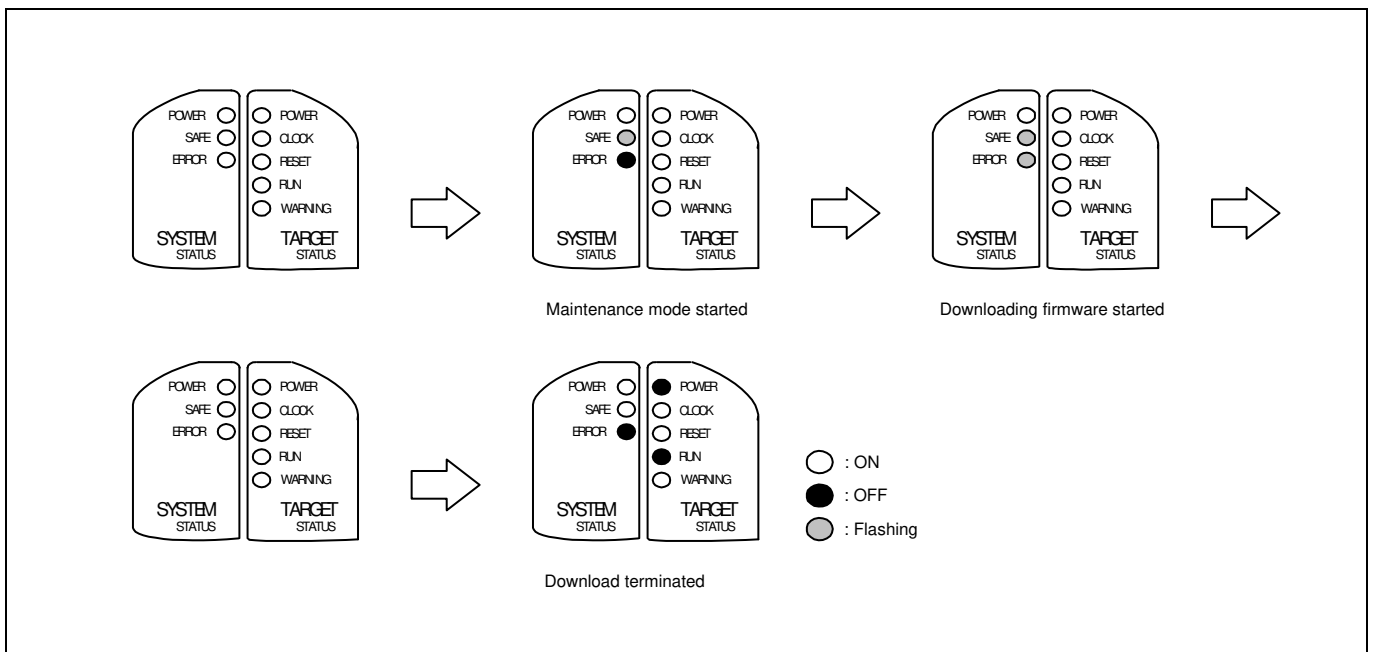 POWER POWER
SAFE CLOCK
ERROR RESET
RUN
WARNING
SYSTEM TARGET
STATUS STATUS
POWER POWER
SAFE CLOCK
ERROR RESET
RUN
WARNING
SYSTEM TARGET
STATUS STATUS
Maintenance mode started
POWER POWER
SAFE CLOCK
ERROR RESET
RUN
WARNING
SYSTEM TARGET
STATUS STATUS
Downloading firmware started
POWER POWER
SAFE CLOCK
ERROR RESET
RUN
WARNING
SYSTEM TARGET
STATUS STATUS
POWER POWER
SAFE CLOCK
ERROR RESET
RUN
WARNING
SYSTEM TARGET
STATUS STATUS
Download terminated
: ON
: OFF
: Flashing